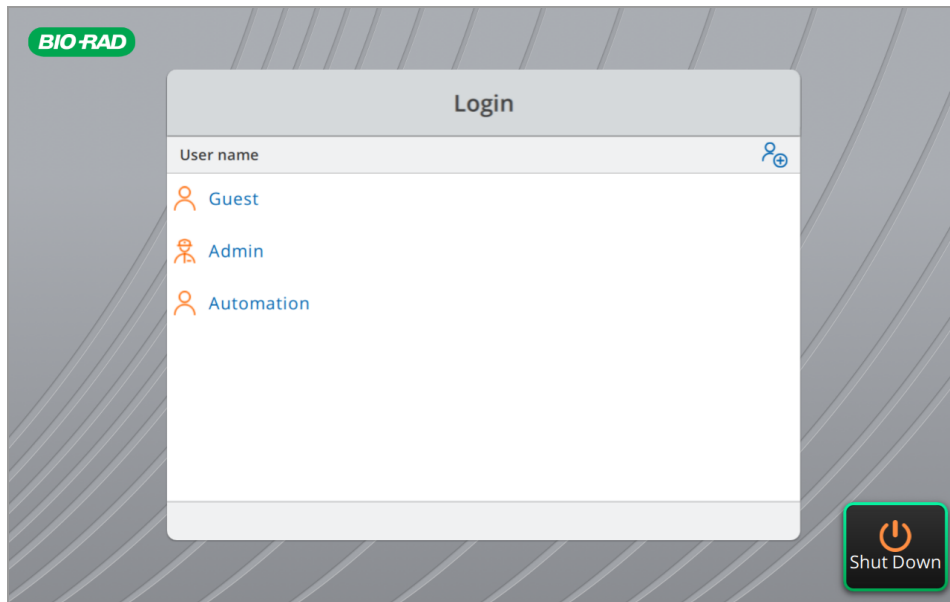 BIO-RAD
Login
User name
Guest
Admin
Automation
Shut Down